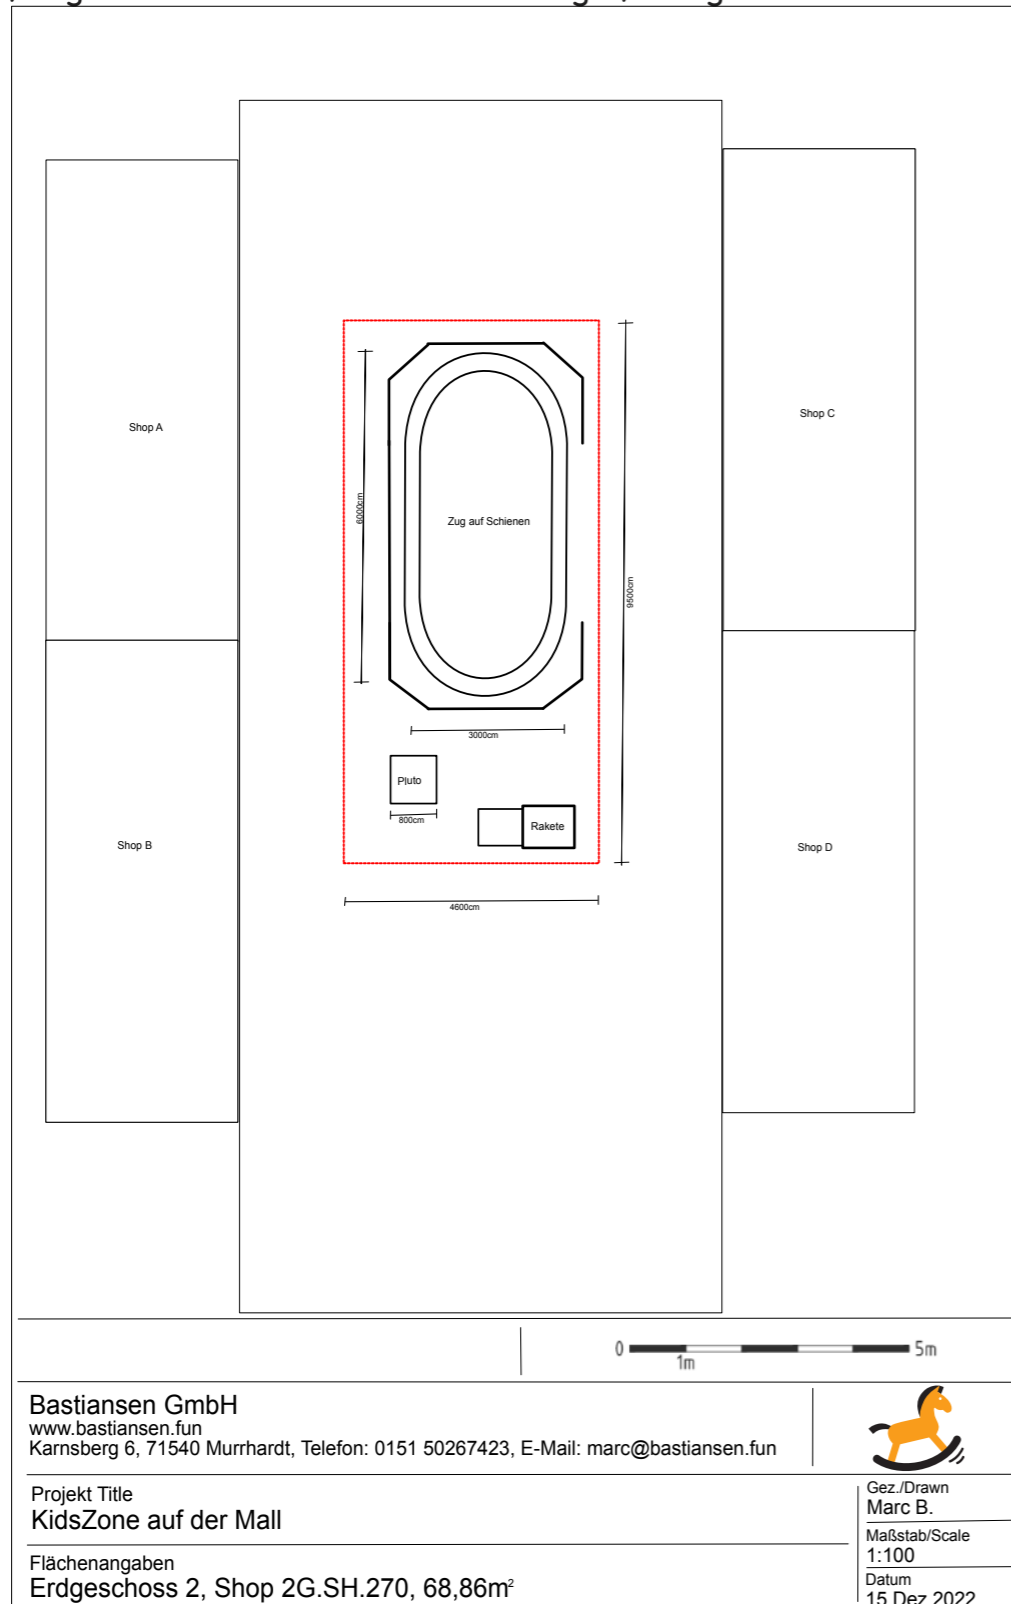 Shop A
Shop C
6000cm
Zug auf Schienen
9500cm
3000cm
Pluto
800cm
Rakete
Shop B
Shop D
4600cm
0 5m
1m
Bastiansen GmbH
www.bastiansen.fun
Karnsberg 6, 71540 Murrhardt, Telefon: 0151 50267423, E-Mail: marc@bastiansen.fun
Projekt Title
KidsZone auf der Mall
Gez./Drawn
Marc B.
Maßstab/Scale
1:100
Flächenangaben
Erdgeschoss 2, Shop 2G.SH.270, 68,86m²
Datum
15 Dez 2022